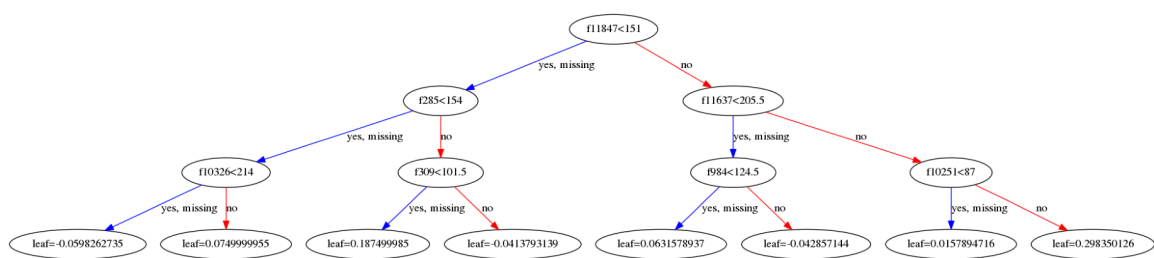 f11847<151
yes, missing
no
f285<154
f11637<205.5
yes, missing
no
yes, missing
no
f10326<214
f309<101.5
f984<124.5
f10251<87
yes, missing
no
yes, missing
no
yes, missing
no
yes, missing
no
leaf=-0.0598262735
leaf=0.0749999955
leaf=0.187499985
leaf=-0.0413793139
leaf=0.0631578937
leaf=-0.042857144
leaf=0.0157894716
leaf=0.298350126